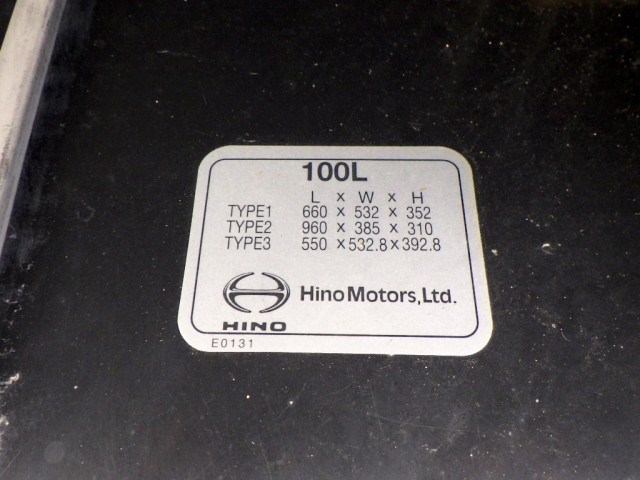 100L
L x W x H
TYPE1 660 x 532 x 352
TYPE2 960 x 385 x 310
TYPE3 550 x 532.8 x 392.8
Hino Motors, Ltd.
HINO
E0131